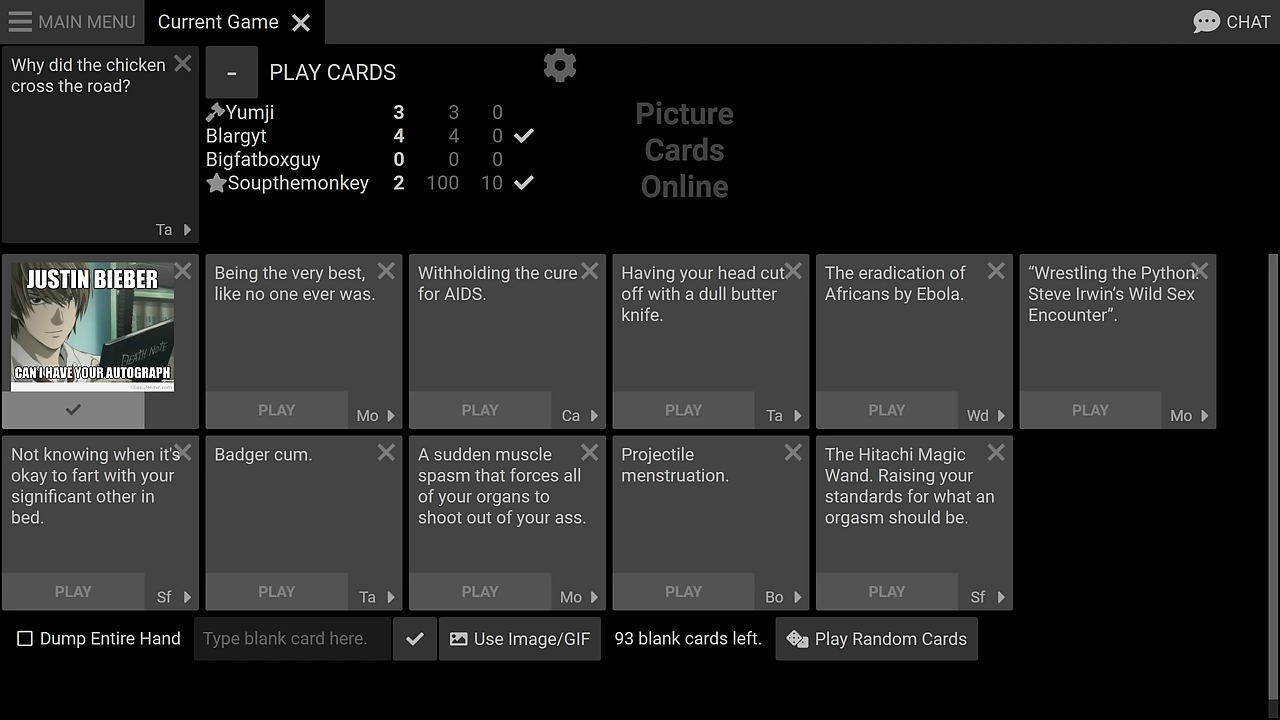 MAIN MENU
Current Game
CHAT
Why did the chicken
cross the road?
Ta
-
PLAY CARDS
Yumji 3 3 0
Blargyt 4 4 0
Bigfatboxguy 0 0 0
Soupthemonkey 2 100 10
Picture
Cards
Online
JUSTIN BIEBER
DEATH NOTE
CAN I HAVE YOUR AUTOGRAPH
Being the very best,
like no one ever was.
PLAY
Mo
Withholding the cure
for AIDS.
PLAY
Ca
Having your head cut
off with a dull butter
knife.
PLAY
Ta
The eradication of
Africans by Ebola.
PLAY
Wd
“Wrestling the Python:
Steve Irwin’s Wild Sex
Encounter”.
PLAY
Mo
Not knowing when it's
okay to fart with your
significant other in
bed.
PLAY
Sf
Badger cum.
PLAY
Ta
A sudden muscle
spasm that forces all
of your organs to
shoot out of your ass.
PLAY
Mo
Projectile
menstruation.
PLAY
Bo
The Hitachi Magic
Wand. Raising your
standards for what an
orgasm should be.
PLAY
Sf
Dump Entire Hand
Type blank card here.
Use Image/GIF
93 blank cards left.
Play Random Cards